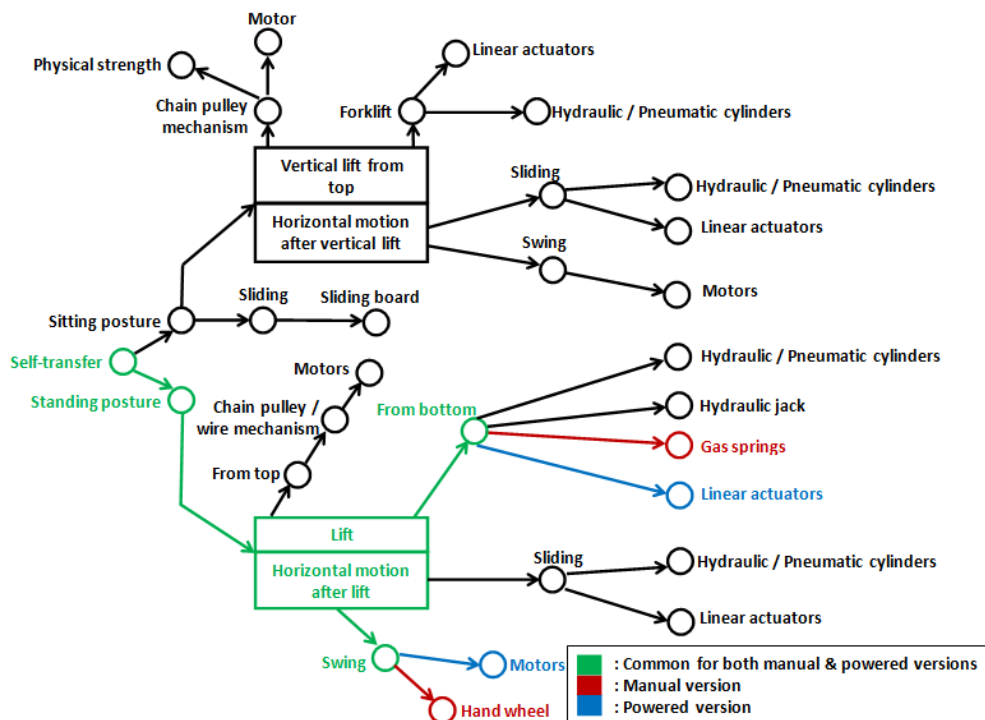 Motor
Physical strength
Linear actuators
Chain pulley
mechanism
Forklift
Hydraulic / Pneumatic cylinders
Vertical lift from
top
Horizontal motion
after vertical lift
Sliding
Hydraulic / Pneumatic cylinders
Linear actuators
Swing
Motors
Sitting posture
Sliding
Sliding board
Self-transfer
Standing posture
Motors
Chain pulley /
wire mechanism
From top
From bottom
Hydraulic / Pneumatic cylinders
Hydraulic jack
Gas springs
Linear actuators
Lift
Horizontal motion
after lift
Sliding
Hydraulic / Pneumatic cylinders
Linear actuators
Swing
Motors
Hand wheel
: Common for both manual & powered versions
: Manual version
: Powered version